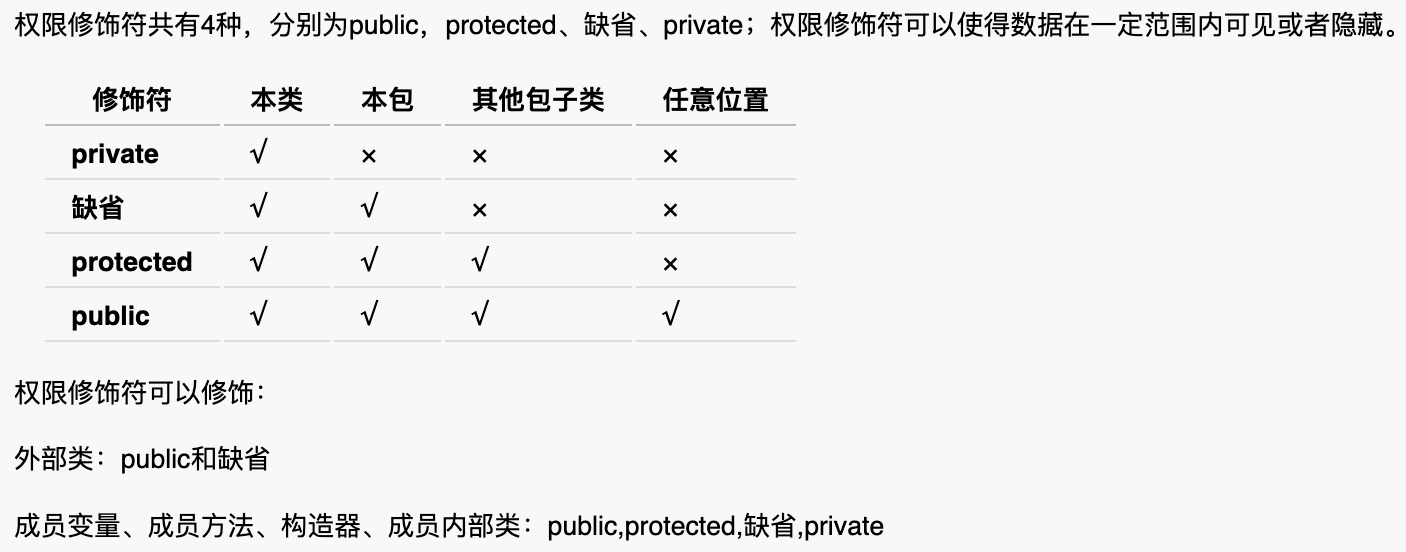 权限修饰符共有4种，分别为public，protected、缺省、private；权限修饰符可以使得数据在一定范围内可见或者隐藏。
修饰符 本类 本包 其他包子类 任意位置
private √ × × ×
缺省 √ √ × ×
protected √ √ √ ×
public √ √ √ √
权限修饰符可以修饰：
外部类：public和缺省
成员变量、成员方法、构造器、成员内部类：public,protected,缺省,private